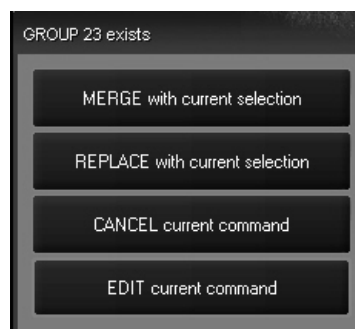 GROUP 23 exists
MERGE with current selection
REPLACE with current selection
CANCEL current command
EDIT current command